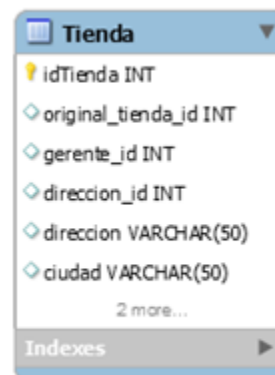 Tienda
idTienda INT
original_tienda_id INT
gerente_id INT
direccion_id INT
direccion VARCHAR(50)
ciudad VARCHAR(50)
2 more...
Indexes